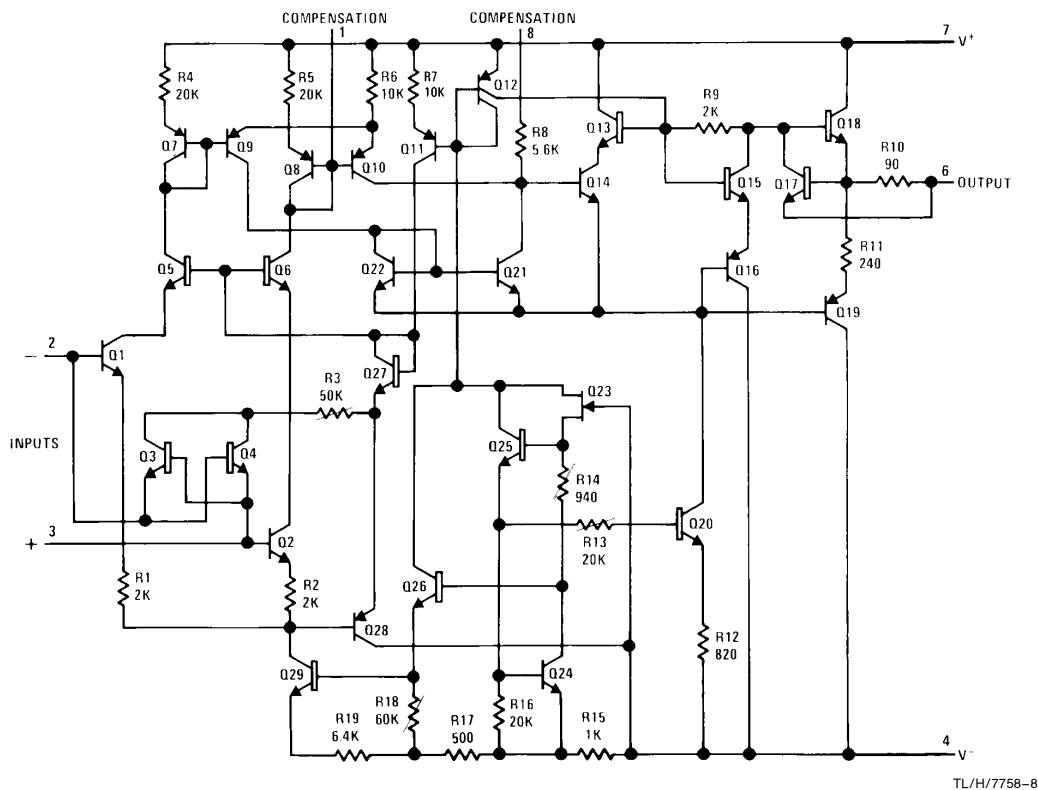 COMPENSATION COMPENSATION
1 8
7 V+
R4 20K
R5 20K
R6 10K
R7 10K
Q12
R9 2K
Q7
Q9
Q8
Q10
Q11
R8 5.6K
Q13
Q14
Q15
Q17
Q18
R10 90
6 OUTPUT
Q5
Q6
Q22
Q21
Q16
R11 240
Q19
2
− Q1
R3 50K
Q27
Q23
INPUTS
Q3
Q4
Q25
R14 940
3
+ Q2
R13 20K
Q20
R1 2K
R2 2K
Q26
Q28
R12 820
Q29
Q24
R18 60K
R16 20K
R19 6.4K
R17 500
R15 1K
4 V−
TL/H/7758–8